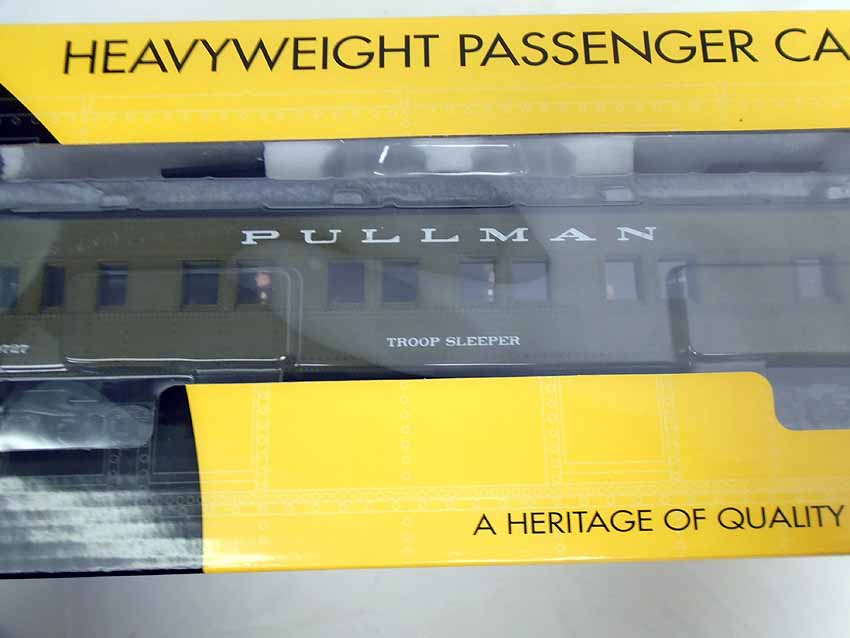 HEAVYWEIGHT PASSENGER CA
PULLMAN
TROOP SLEEPER
A HERITAGE OF QUALITY